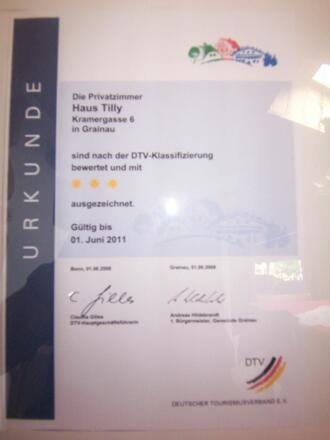 URKUNDE
Die Privatzimmer
Haus Tilly
Kramergasse 6
in Grainau
sind nach der DTV-Klassifizierung
bewertet und mit
ausgezeichnet.
Gültig bis
01. Juni 2011
Bonn, 01.06.2008
Grainau, 01.06.2008
Claudia Gilles
DTV-Hauptgeschäftsführerin
Andreas Hildebrandt
1. Bürgermeister, Gemeinde Grainau
DTV
DEUTSCHER TOURISMUSVERBAND E.V.